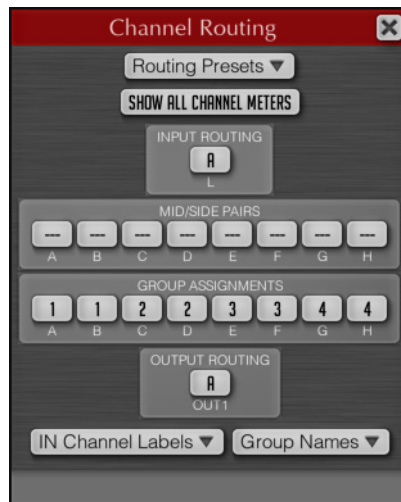 Channel Routing
Routing Presets
SHOW ALL CHANNEL METERS
INPUT ROUTING
A
L
MID/SIDE PAIRS
--- --- --- --- --- --- --- ---
A B C D E F G H
GROUP ASSIGNMENTS
1 1 2 2 3 3 4 4
A B C D E F G H
OUTPUT ROUTING
A
OUT1
IN Channel Labels Group Names